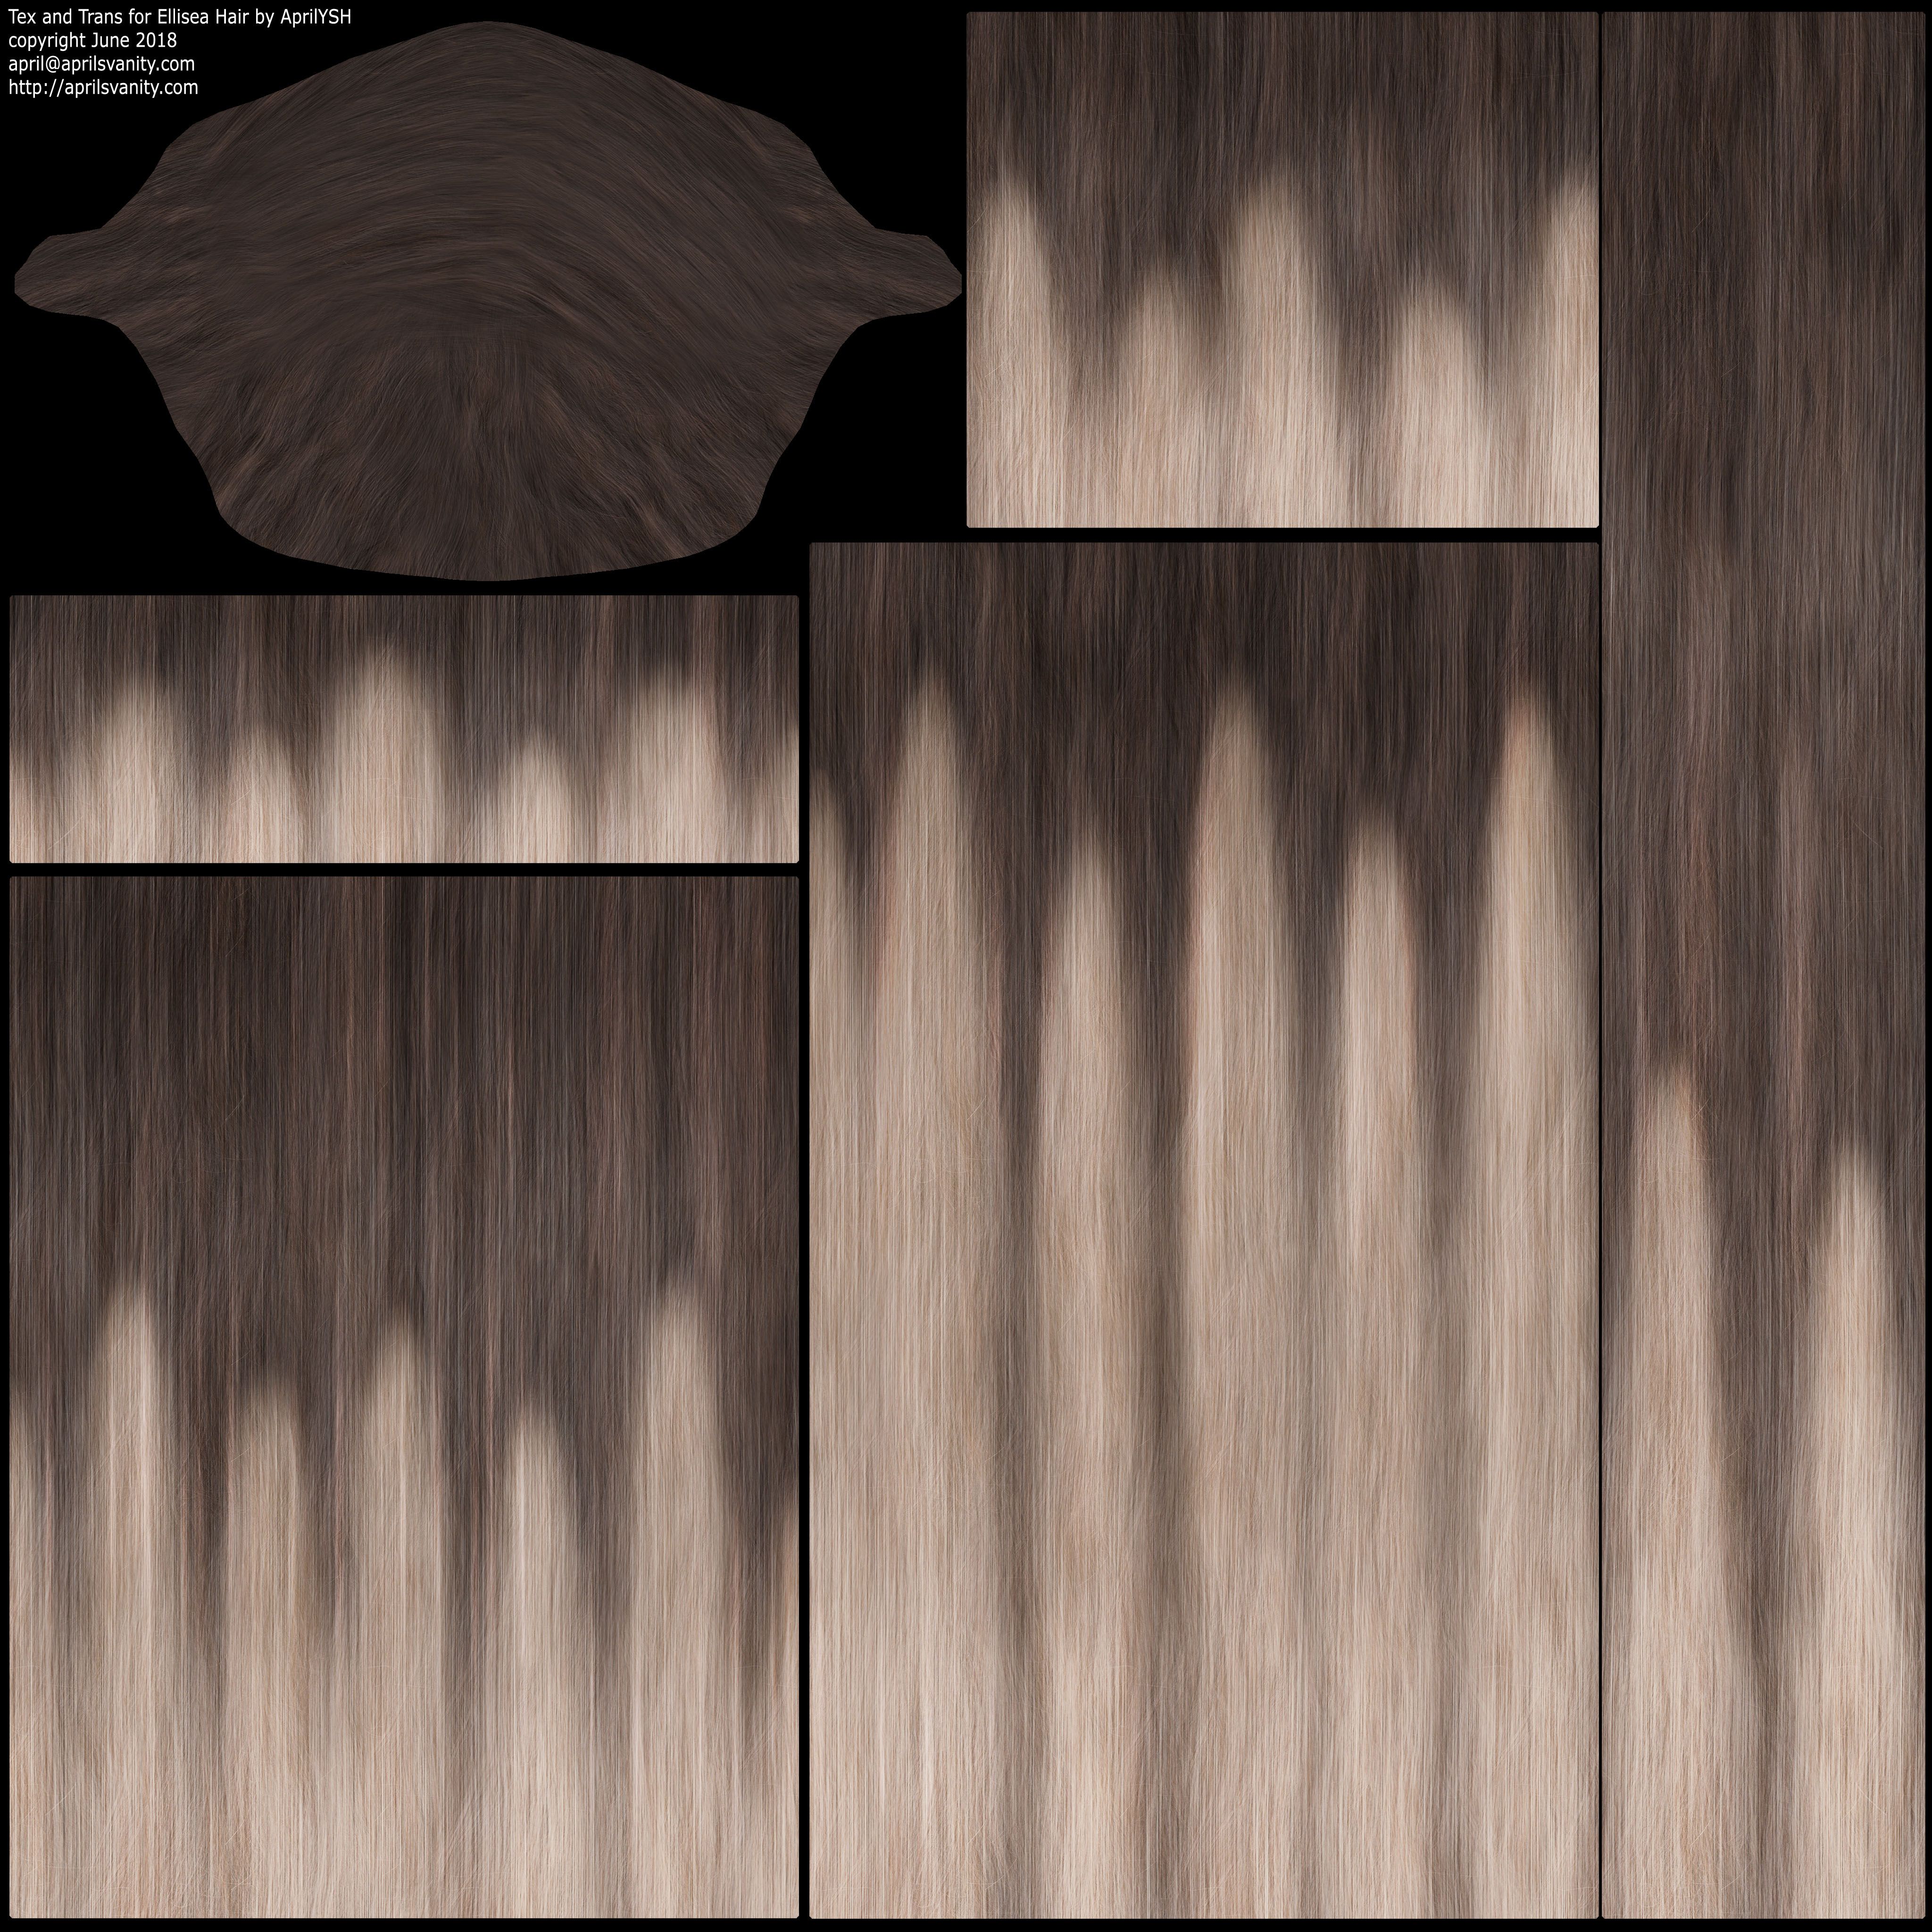 Tex and Trans for Ellisea Hair by AprilYSH
copyright June 2018
april@aprilsvanity.com
http://aprilsvanity.com